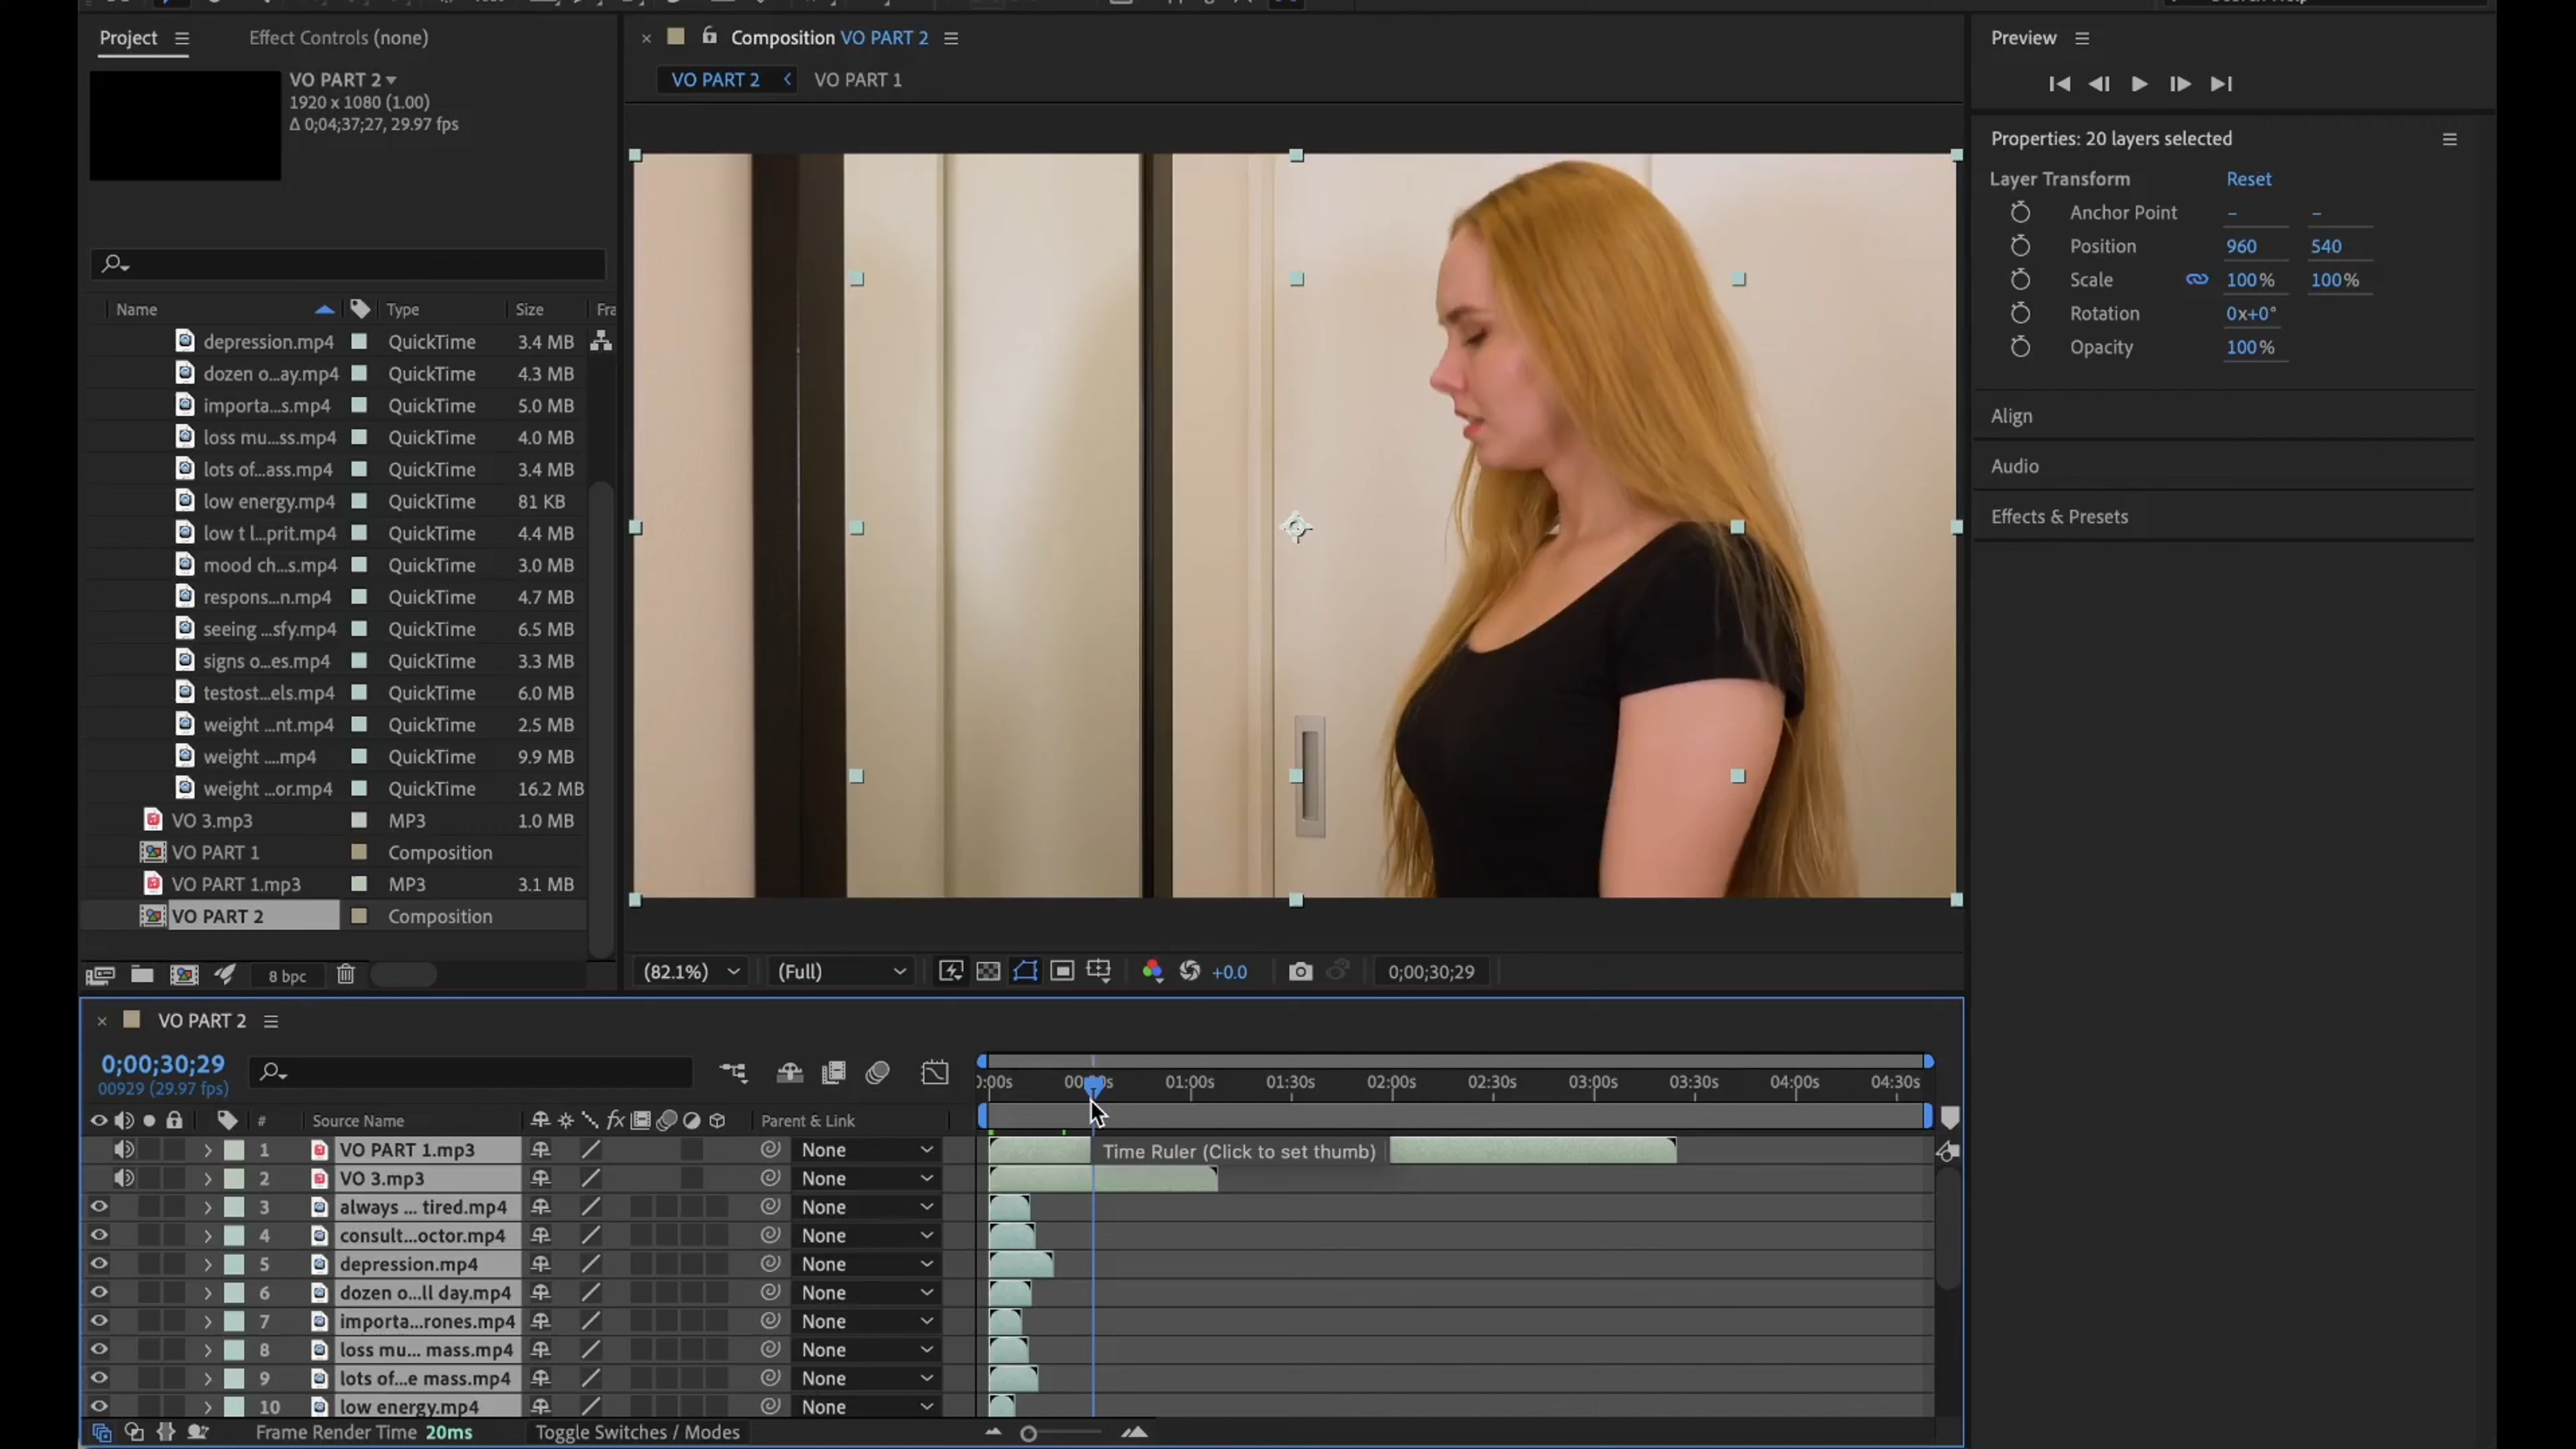 Project
Effect Controls (none)
VO PART 2
1920 x 1080 (1.00)
Δ 0;04;37;27, 29.97 fps
Name Type Size Fra
depression.mp4 QuickTime 3.4 MB
dozen o...ay.mp4 QuickTime 4.3 MB
importa...s.mp4 QuickTime 5.0 MB
loss mu...ss.mp4 QuickTime 4.0 MB
lots of...ass.mp4 QuickTime 3.4 MB
low energy.mp4 QuickTime 81 KB
low t l...prit.mp4 QuickTime 4.4 MB
mood ch...s.mp4 QuickTime 3.0 MB
respons...n.mp4 QuickTime 4.7 MB
seeing ...sfy.mp4 QuickTime 6.5 MB
signs o...es.mp4 QuickTime 3.3 MB
testost...els.mp4 QuickTime 6.0 MB
weight ...nt.mp4 QuickTime 2.5 MB
weight ....mp4 QuickTime 9.9 MB
weight ...or.mp4 QuickTime 16.2 MB
VO 3.mp3 MP3 1.0 MB
VO PART 1 Composition
VO PART 1.mp3 MP3 3.1 MB
VO PART 2 Composition
8 bpc
Composition VO PART 2
VO PART 2 VO PART 1
(82.1%) (Full) +0.0 0;00;30;29
Preview
Properties: 20 layers selected
Layer Transform Reset
Anchor Point – –
Position 960 540
Scale 100% 100%
Rotation 0x+0°
Opacity 100%
Align
Audio
Effects & Presets
VO PART 2
0;00;30;29
00929 (29.97 fps)
# Source Name fx Parent & Link
):00s 00 0s 01:00s 01:30s 02:00s 02:30s 03:00s 03:30s 04:00s 04:30s
1 VO PART 1.mp3 None
Time Ruler (Click to set thumb)
2 VO 3.mp3 None
3 always ... tired.mp4 None
4 consult...octor.mp4 None
5 depression.mp4 None
6 dozen o...ll day.mp4 None
7 importa...rones.mp4 None
8 loss mu... mass.mp4 None
9 lots of...e mass.mp4 None
10 low energy.mp4 None
Frame Render Time 20ms Toggle Switches / Modes